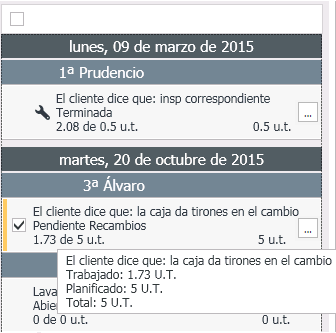 lunes, 09 de marzo de 2015
1ª Prudencio
El cliente dice que: insp correspondiente
Terminada
2.08 de 0.5 u.t. 0.5 u.t.
...
martes, 20 de octubre de 2015
3ª Álvaro
El cliente dice que: la caja da tirones en el cambio
Pendiente Recambios
1.73 de 5 u.t. 5 u.t.
...
El cliente dice que: la caja da tirones en el cambio
Trabajado: 1.73 U.T.
Planificado: 5 U.T.
Total: 5 U.T.
Lava
Abie
0 de 0 u.t. 0 u.t.